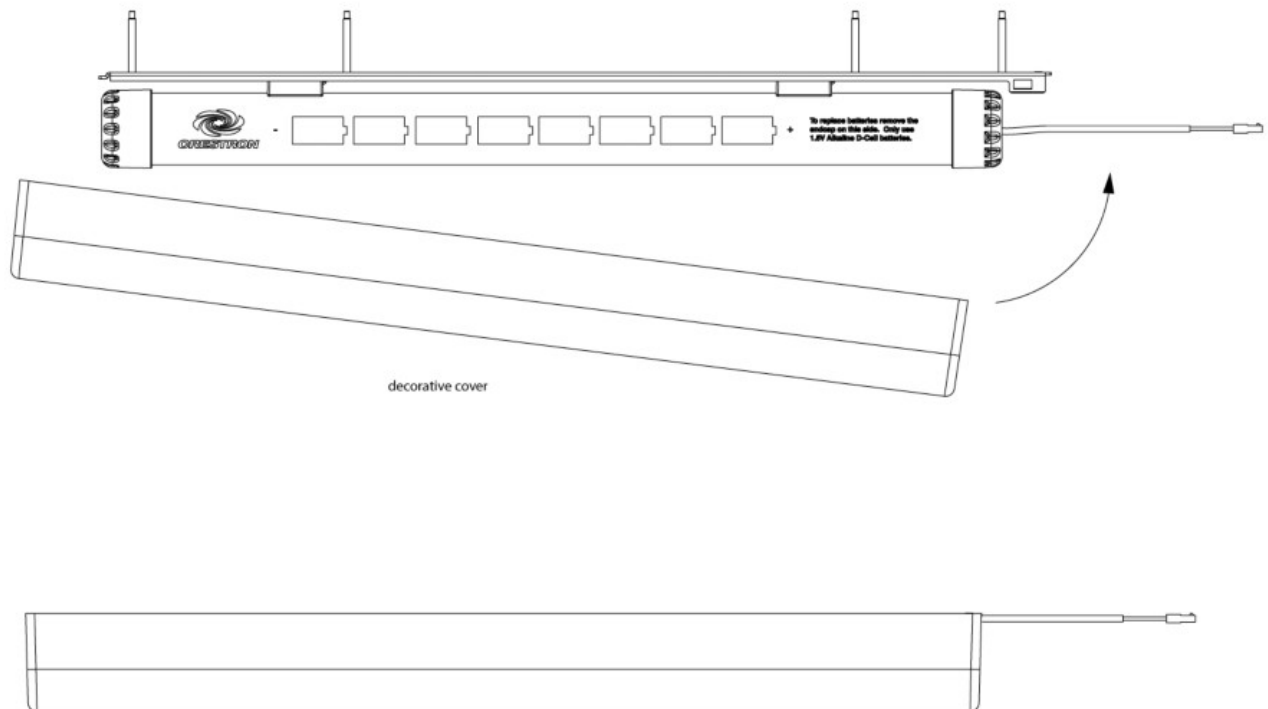 CRESTRON
-
+
To replace batteries remove the
endcap on this side. Only use
1.5V Alkaline D-Cell batteries.
decorative cover